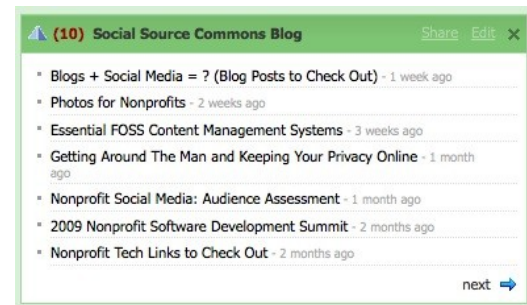 (10) Social Source Commons Blog Share Edit ×
Blogs + Social Media = ? (Blog Posts to Check Out) - 1 week ago
Photos for Nonprofits - 2 weeks ago
Essential FOSS Content Management Systems - 3 weeks ago
Getting Around The Man and Keeping Your Privacy Online - 1 month
ago
Nonprofit Social Media: Audience Assessment - 1 month ago
2009 Nonprofit Software Development Summit - 2 months ago
Nonprofit Tech Links to Check Out - 2 months ago
next